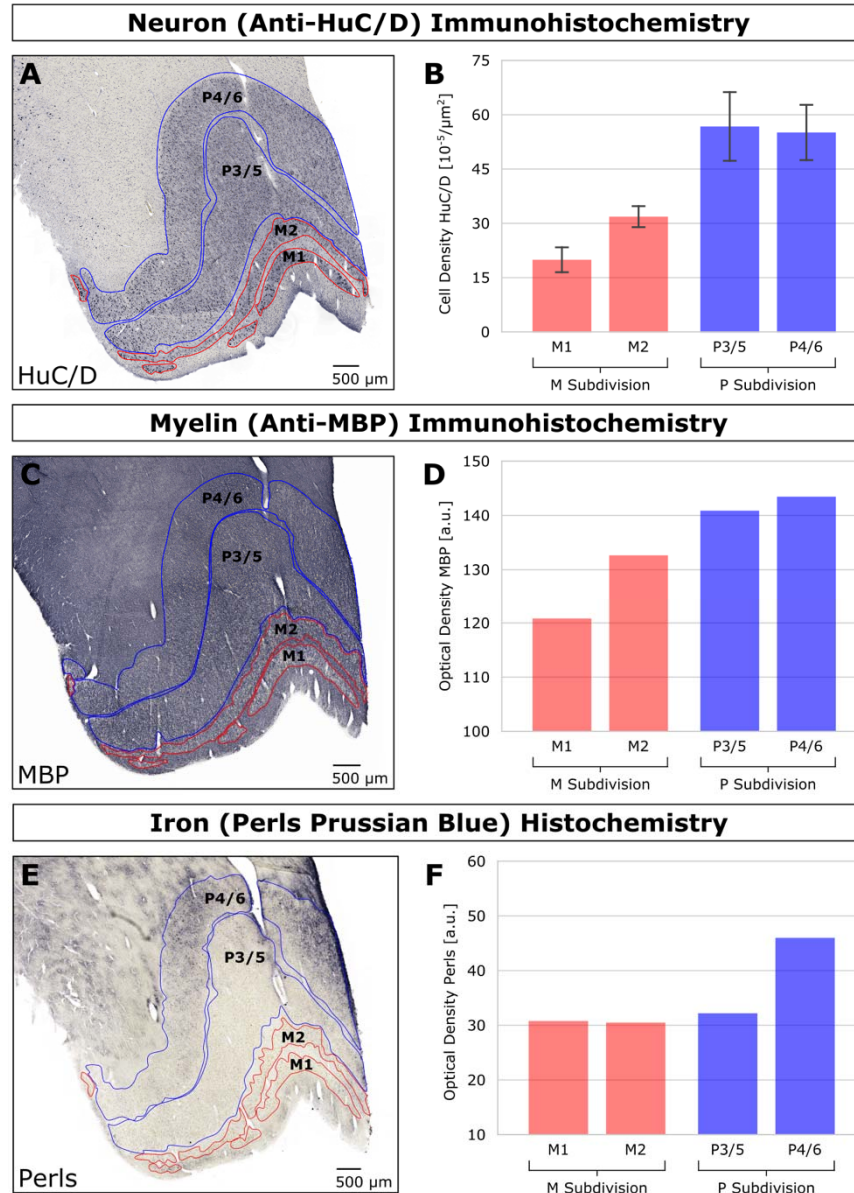 Neuron (Anti-HuC/D) Immunohistochemistry
A
P4/6
P3/5
M2
M1
HuC/D
500 µm
B
Cell Density HuC/D [10⁻⁵/µm²]
75
60
45
30
15
0
M1 M2 P3/5 P4/6
M Subdivision P Subdivision
Myelin (Anti-MBP) Immunohistochemistry
C
P4/6
P3/5
M2
M1
MBP
500 µm
D
Optical Density MBP [a.u.]
150
140
130
120
110
100
M1 M2 P3/5 P4/6
M Subdivision P Subdivision
Iron (Perls Prussian Blue) Histochemistry
E
P4/6
P3/5
M2
M1
Perls
500 µm
F
Optical Density Perls [a.u.]
60
50
40
30
20
10
M1 M2 P3/5 P4/6
M Subdivision P Subdivision